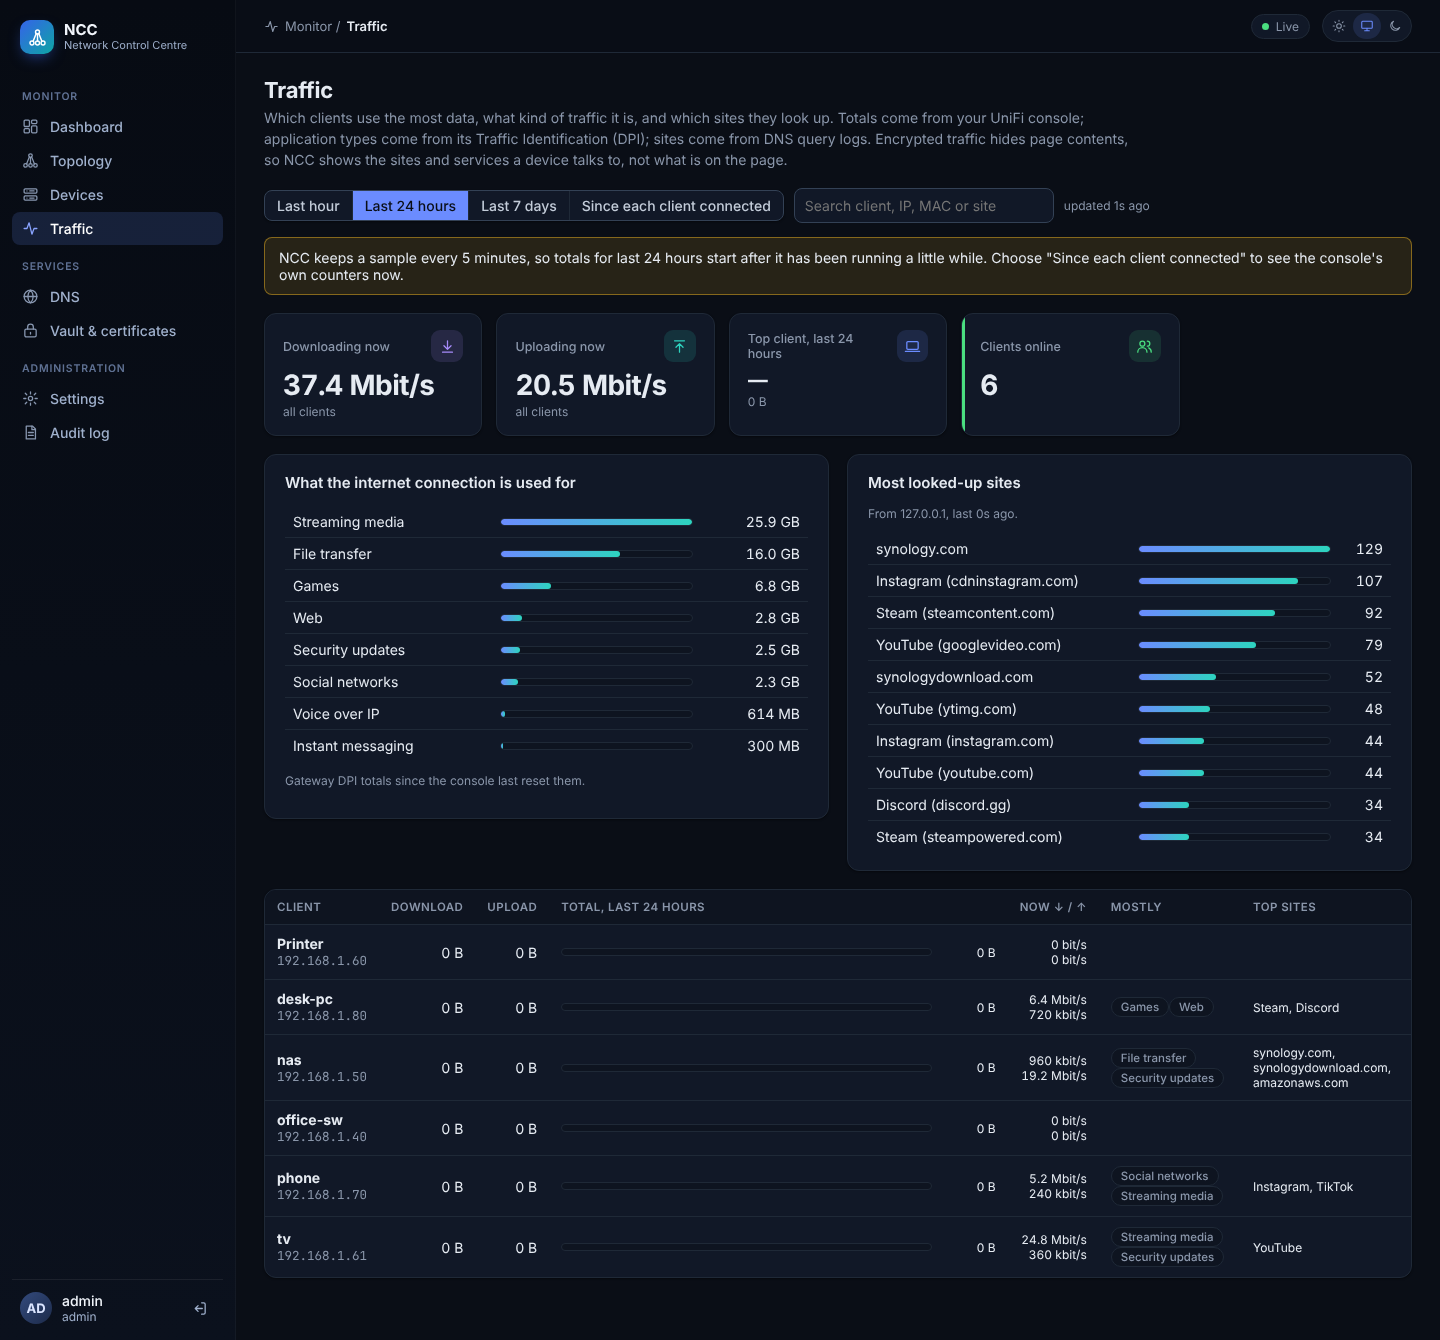 NCC
Network Control Centre
MONITOR
Dashboard
Topology
Devices
Traffic
SERVICES
DNS
Vault & certificates
ADMINISTRATION
Settings
Audit log
AD
admin
admin
Monitor / Traffic
Live
Traffic
Which clients use the most data, what kind of traffic it is, and which sites they look up. Totals come from your UniFi console;
application types come from its Traffic Identification (DPI); sites come from DNS query logs. Encrypted traffic hides page contents,
so NCC shows the sites and services a device talks to, not what is on the page.
Last hour Last 24 hours Last 7 days Since each client connected Search client, IP, MAC or site updated 1s ago
NCC keeps a sample every 5 minutes, so totals for last 24 hours start after it has been running a little while. Choose "Since each client connected" to see the console's
own counters now.
Downloading now
37.4 Mbit/s
all clients
Uploading now
20.5 Mbit/s
all clients
Top client, last 24
hours
—
0 B
Clients online
6
What the internet connection is used for
Streaming media 25.9 GB
File transfer 16.0 GB
Games 6.8 GB
Web 2.8 GB
Security updates 2.5 GB
Social networks 2.3 GB
Voice over IP 614 MB
Instant messaging 300 MB
Gateway DPI totals since the console last reset them.
Most looked-up sites
From 127.0.0.1, last 0s ago.
synology.com 129
Instagram (cdninstagram.com) 107
Steam (steamcontent.com) 92
YouTube (googlevideo.com) 79
synologydownload.com 52
YouTube (ytimg.com) 48
Instagram (instagram.com) 44
YouTube (youtube.com) 44
Discord (discord.gg) 34
Steam (steampowered.com) 34
CLIENT DOWNLOAD UPLOAD TOTAL, LAST 24 HOURS NOW ↓ / ↑ MOSTLY TOP SITES
Printer
192.168.1.60
0 B 0 B 0 B
0 bit/s
0 bit/s
desk-pc
192.168.1.80
0 B 0 B 0 B
6.4 Mbit/s
720 kbit/s
Games Web
Steam, Discord
nas
192.168.1.50
0 B 0 B 0 B
960 kbit/s
19.2 Mbit/s
File transfer
Security updates
synology.com,
synologydownload.com,
amazonaws.com
office-sw
192.168.1.40
0 B 0 B 0 B
0 bit/s
0 bit/s
phone
192.168.1.70
0 B 0 B 0 B
5.2 Mbit/s
240 kbit/s
Social networks
Streaming media
Instagram, TikTok
tv
192.168.1.61
0 B 0 B 0 B
24.8 Mbit/s
360 kbit/s
Streaming media
Security updates
YouTube